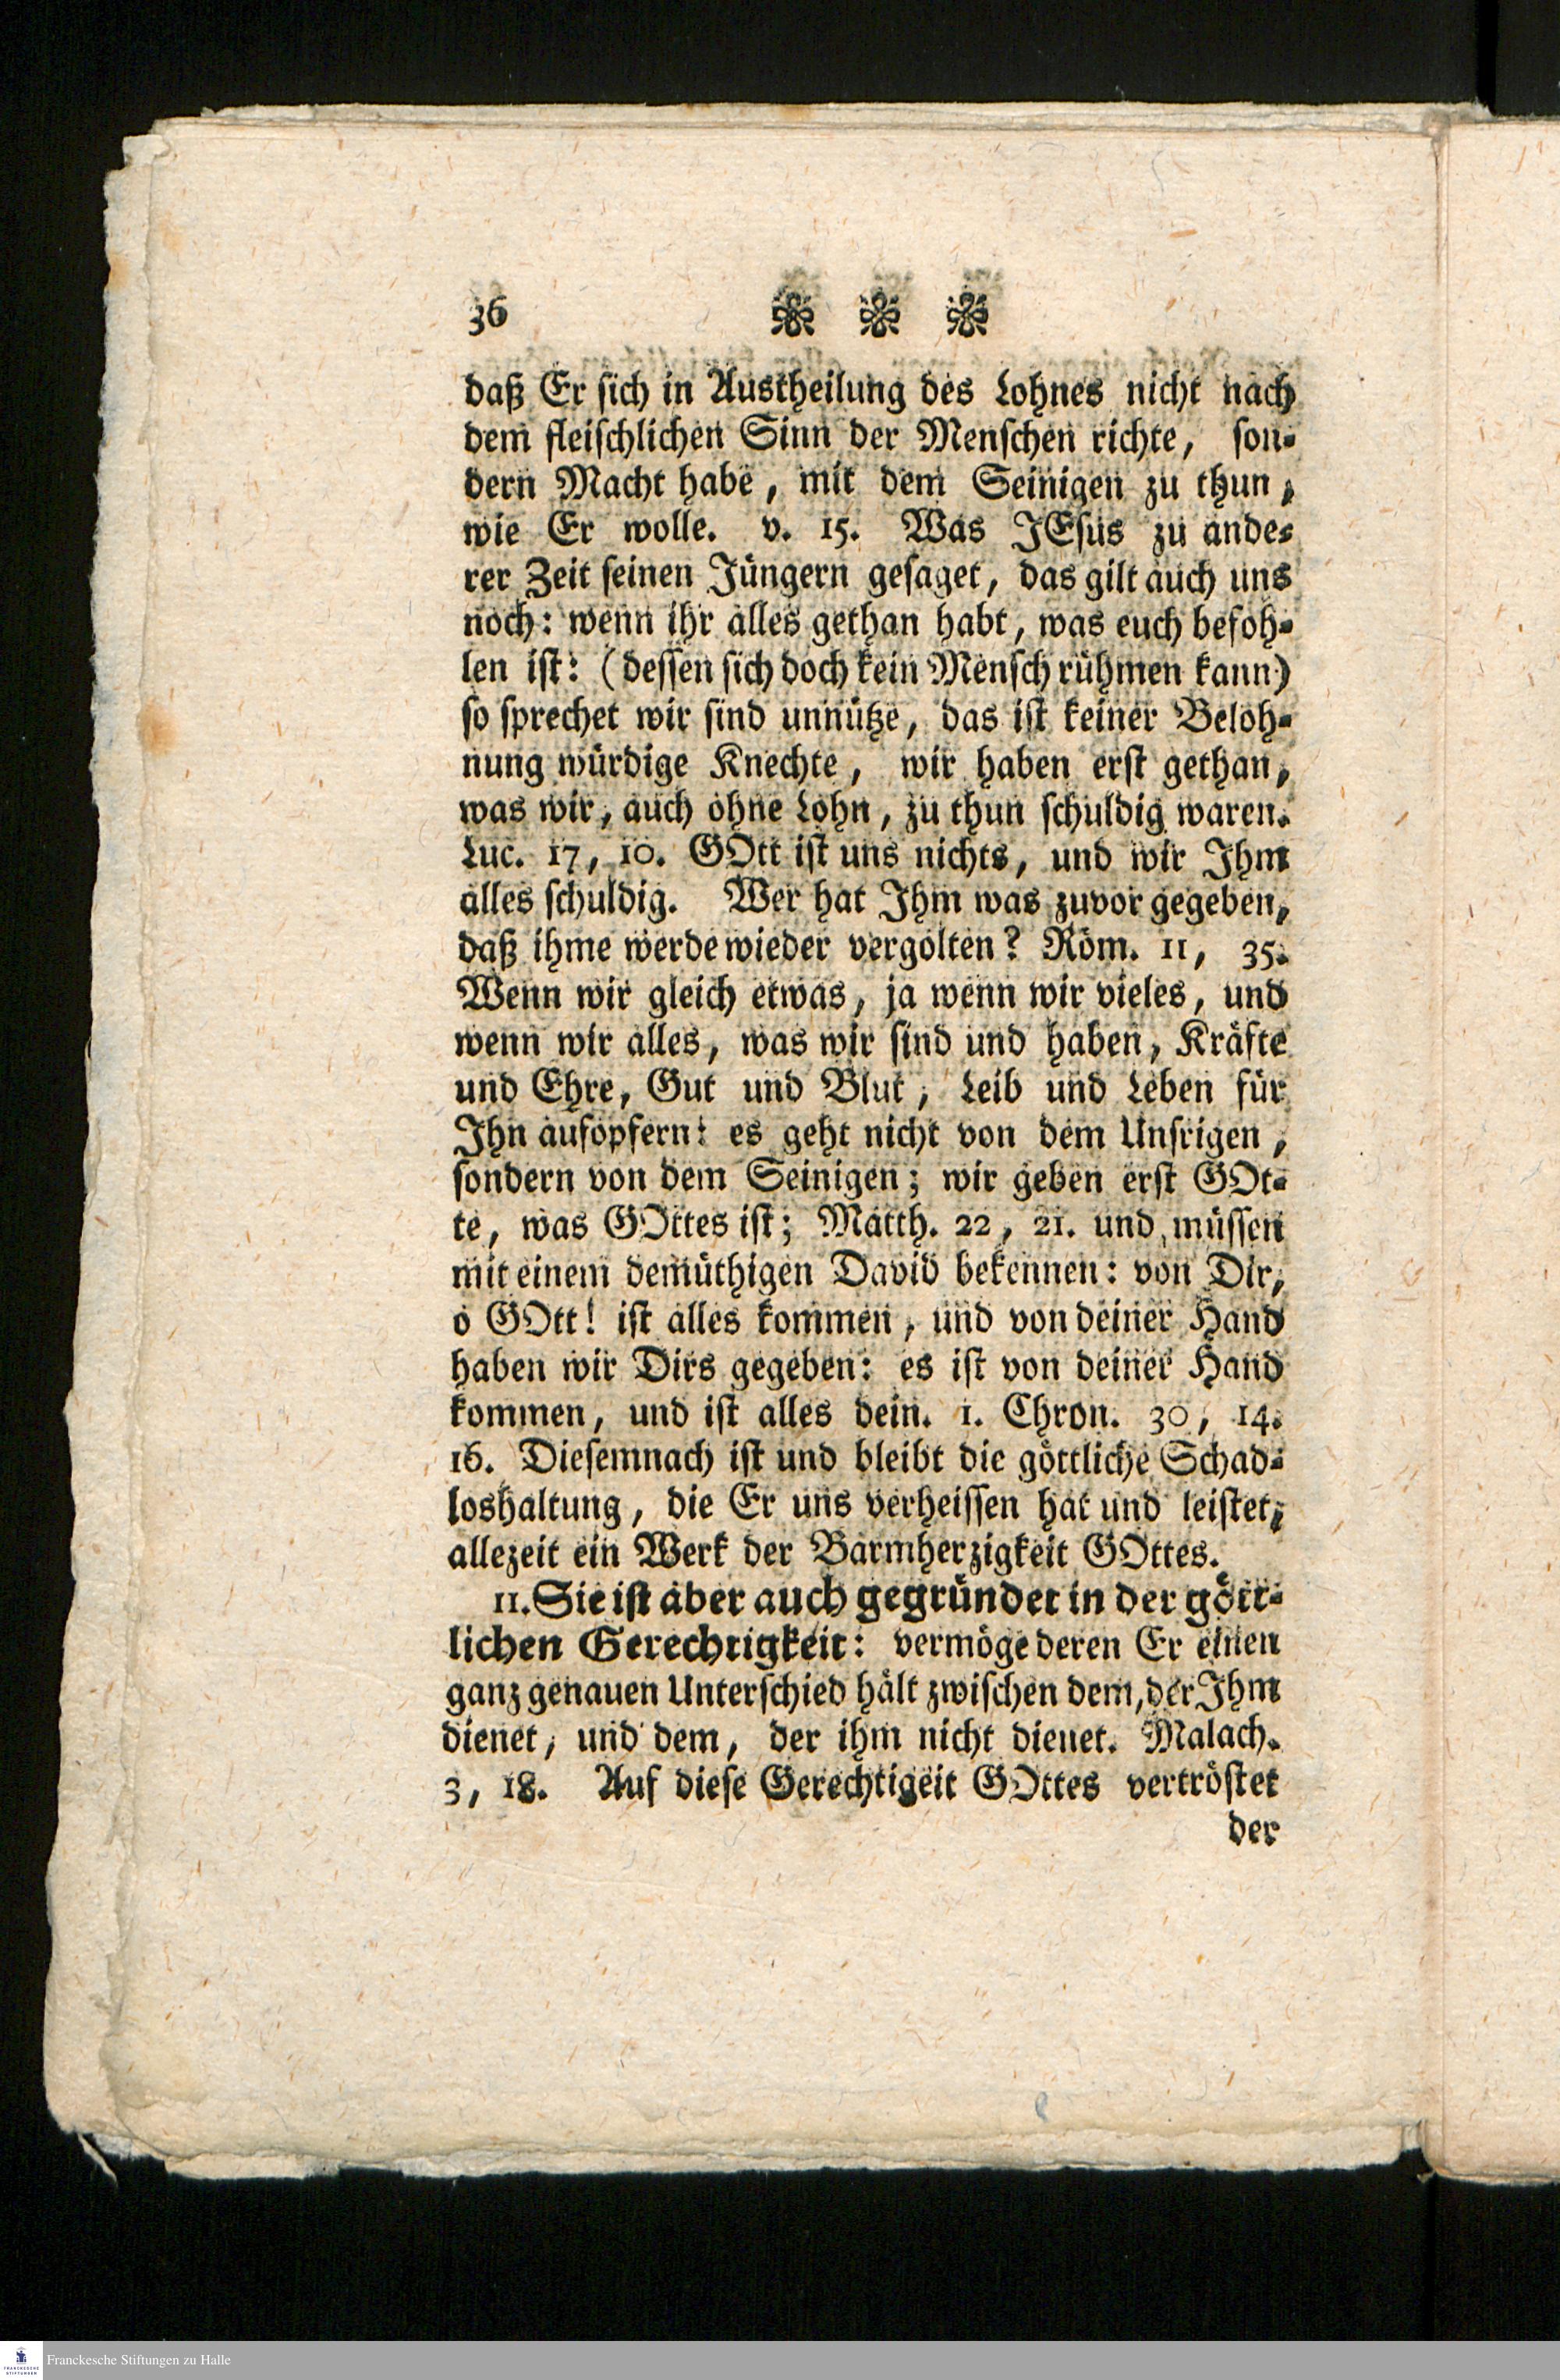 36
daß Er sich in Austheilung des Lohnes nicht nach
dem fleischlichen Sinn der Menschen richte, son-
dern Macht habe, mit dem Seinigen zu thun,
wie Er wolle. v. 15. Was JEsus zu ande-
rer Zeit seinen Jüngern gesaget, das gilt auch uns
noch: wenn ihr alles gethan habt, was euch befoh-
len ist: (dessen sich doch kein Mensch rühmen kann)
so sprechet wir sind unnütze, das ist keiner Beloh-
nung würdige Knechte, wir haben erst gethan,
was wir, auch ohne Lohn, zu thun schuldig waren.
Luc. 17, 10. GOtt ist uns nichts, und wir Ihm
alles schuldig. Wer hat Ihm was zuvor gegeben,
daß ihme werde wieder vergolten? Röm. 11, 35.
Wenn wir gleich etwas, ja wenn wir vieles, und
wenn wir alles, was wir sind und haben, Kräfte
und Ehre, Gut und Blut, Leib und Leben für
Ihn aufopfern: es geht nicht von dem Unsrigen,
sondern von dem Seinigen; wir geben erst GOt-
te, was GOttes ist; Matth. 22, 21. und müssen
mit einem demüthigen David bekennen: von Dir,
o GOtt! ist alles kommen, und von deiner Hand
haben wir Dirs gegeben: es ist von deiner Hand
kommen, und ist alles dein. 1. Chron. 30, 14.
16. Diesemnach ist und bleibt die göttliche Schad-
loshaltung, die Er uns verheissen hat und leistet,
allezeit ein Werk der Barmherzigkeit GOttes.
11. Sie ist aber auch gegründet in der gött-
lichen Gerechtigkeit: vermöge deren Er einen
ganz genauen Unterschied hält zwischen dem, der Ihm
dienet, und dem, der ihm nicht dienet. Malach.
3, 18. Auf diese Gerechtigeit GOttes vertröstet
der
FRANCKESCHE STIFTUNGEN
Franckesche Stiftungen zu Halle